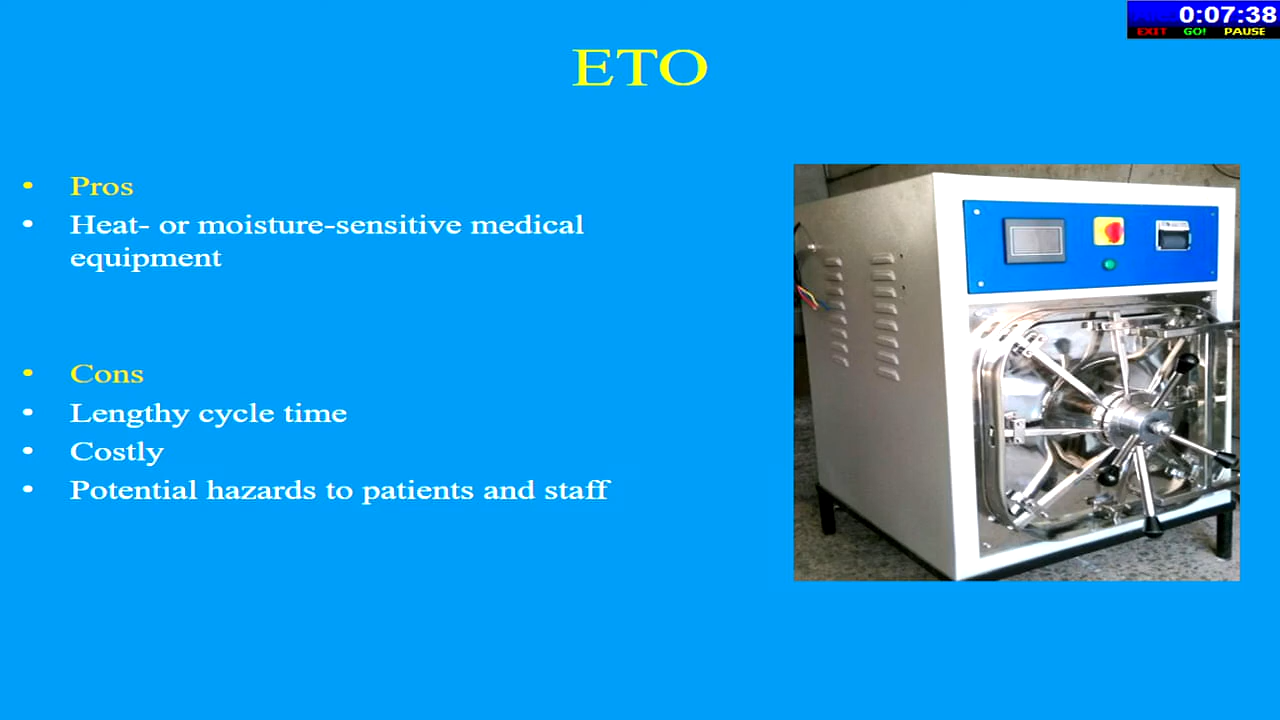 0:07:38
EXIT GO! PAUSE
ETO
• Pros
• Heat- or moisture-sensitive medical
equipment
• Cons
• Lengthy cycle time
• Costly
• Potential hazards to patients and staff